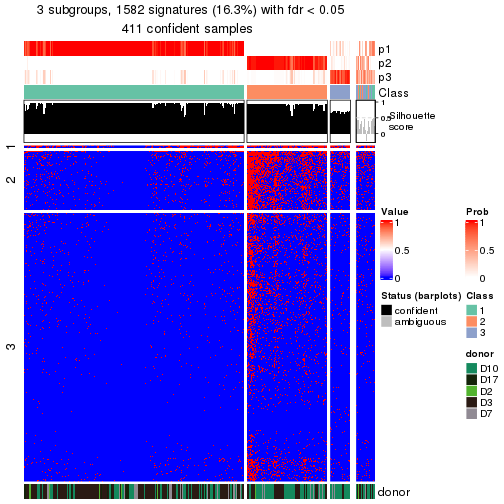 3 subgroups, 1582 signatures (16.3%) with fdr < 0.05
411 confident samples
p1
p2
p3
Class
1
0.5
0
Silhouette
score
1
2
3
Value
1
0.5
0
Prob
1
0.5
0
Status (barplots)
confident
ambiguous
Class
1
2
3
donor
D10
D17
D2
D3
D7
donor